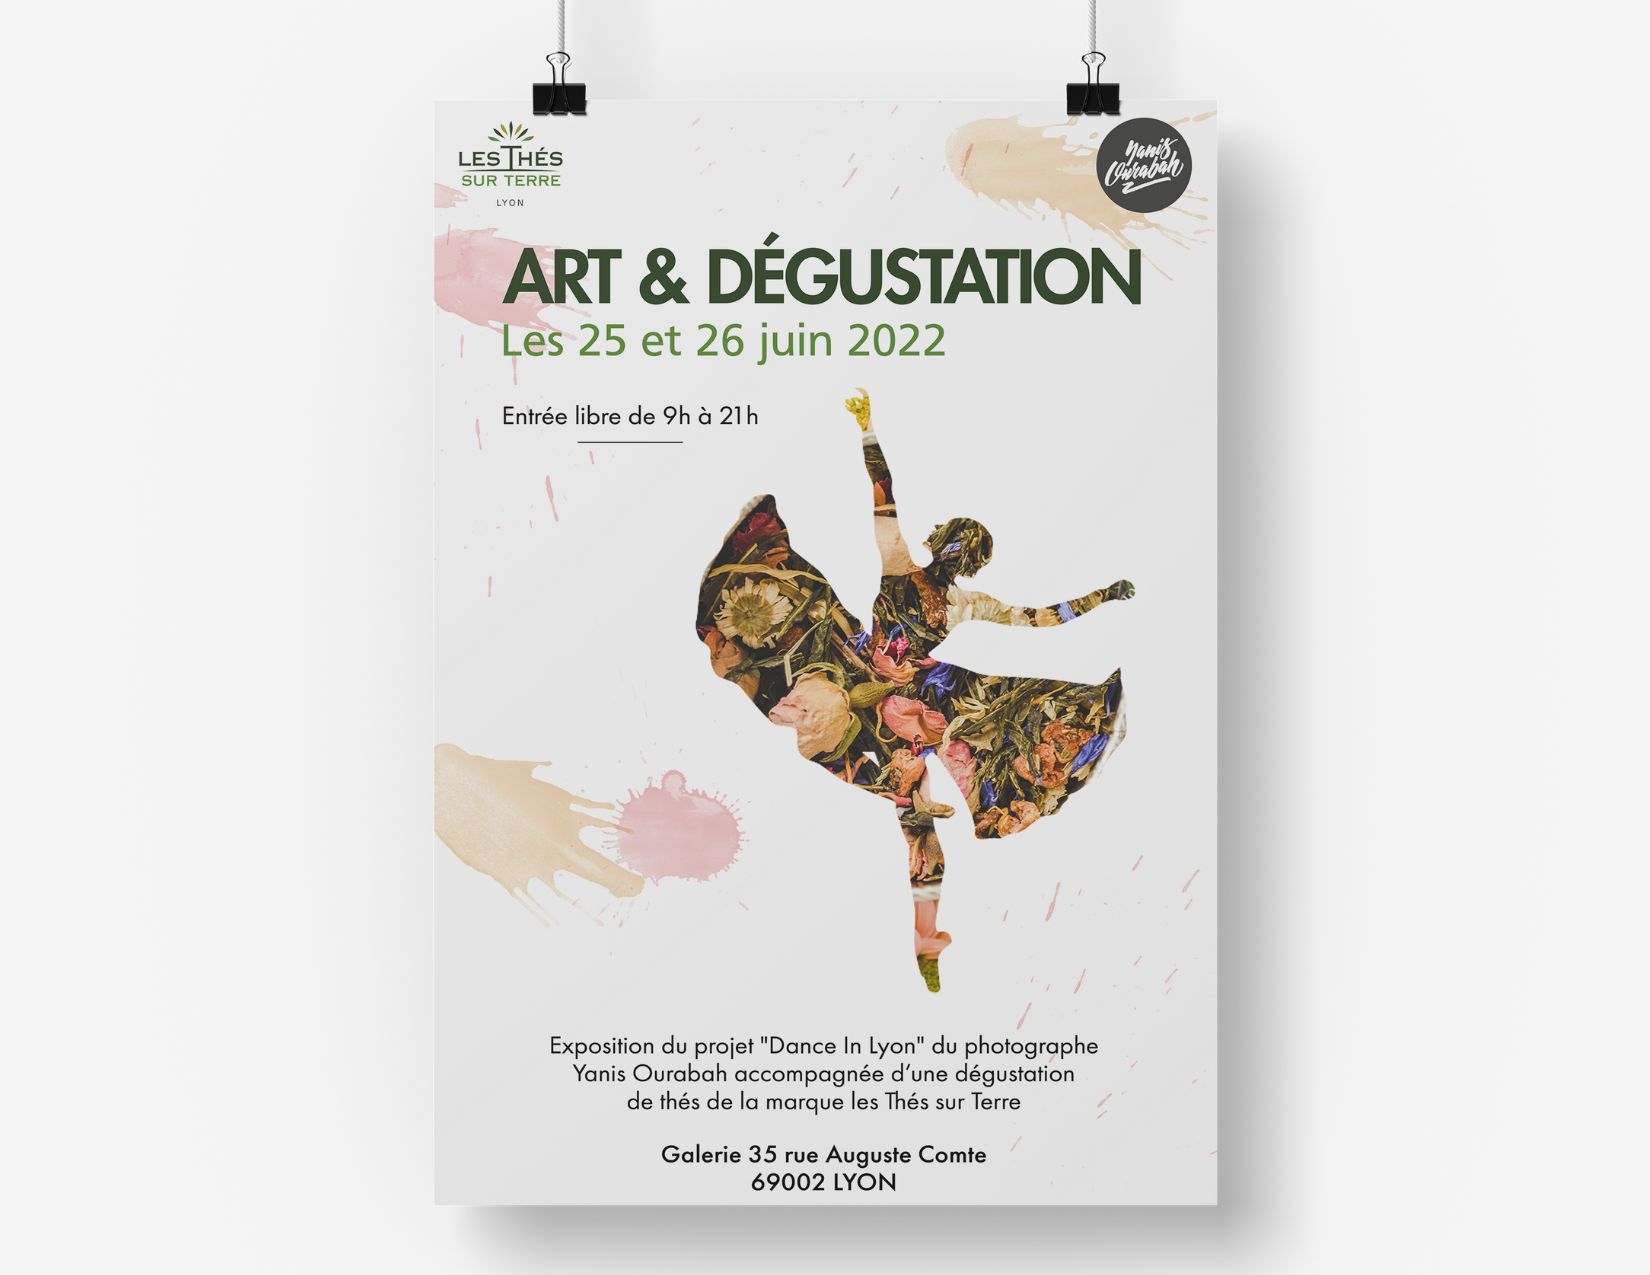 LES THÉS
SUR TERRE
LYON
Yanis
Ourabah
ART & DÉGUSTATION
Les 25 et 26 juin 2022
Entrée libre de 9h à 21h
Exposition du projet "Dance In Lyon" du photographe
Yanis Ourabah accompagnée d'une dégustation
de thés de la marque les Thés sur Terre
Galerie 35 rue Auguste Comte
69002 LYON